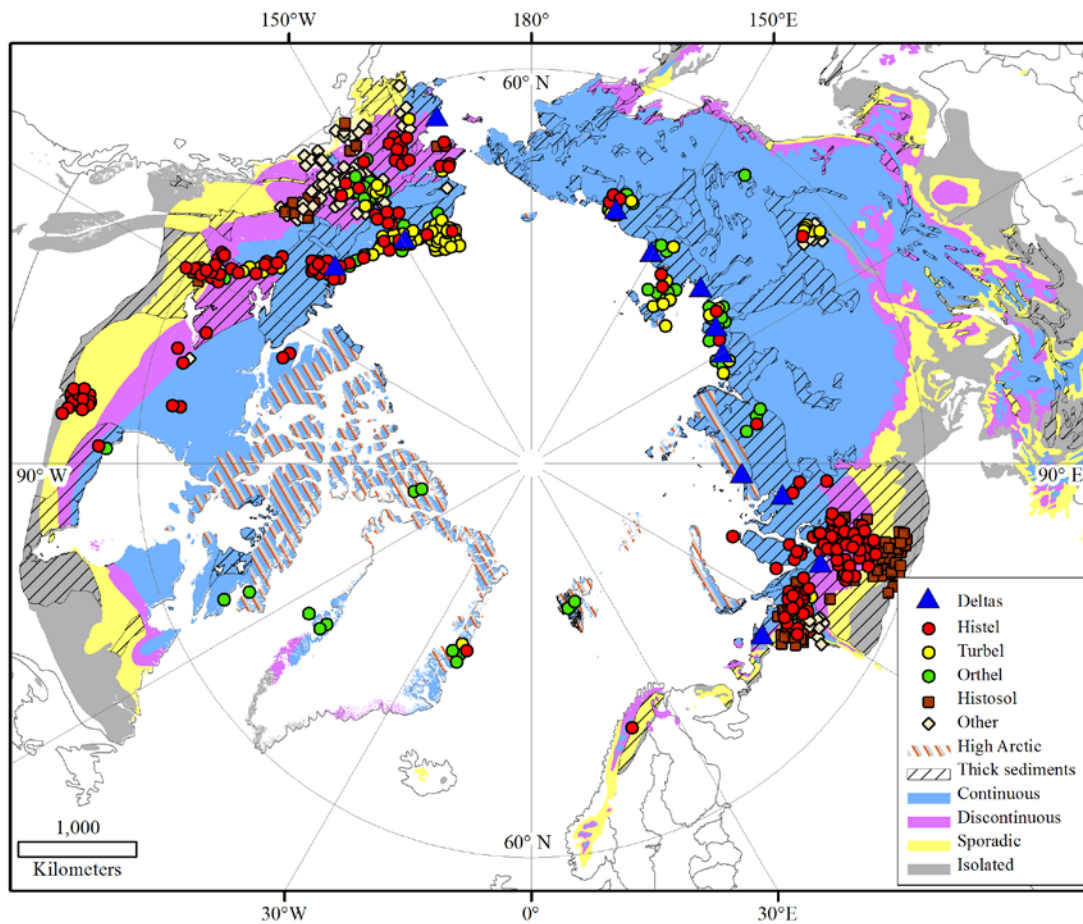 150°W 180° 150°E
60° N
90° W
90° E
Deltas
Histel
Turbel
Orthel
Histosol
Other
High Arctic
Thick sediments
Continuous
Discontinuous
Sporadic
Isolated
1,000
Kilometers
60° N
30°W 0° 30°E